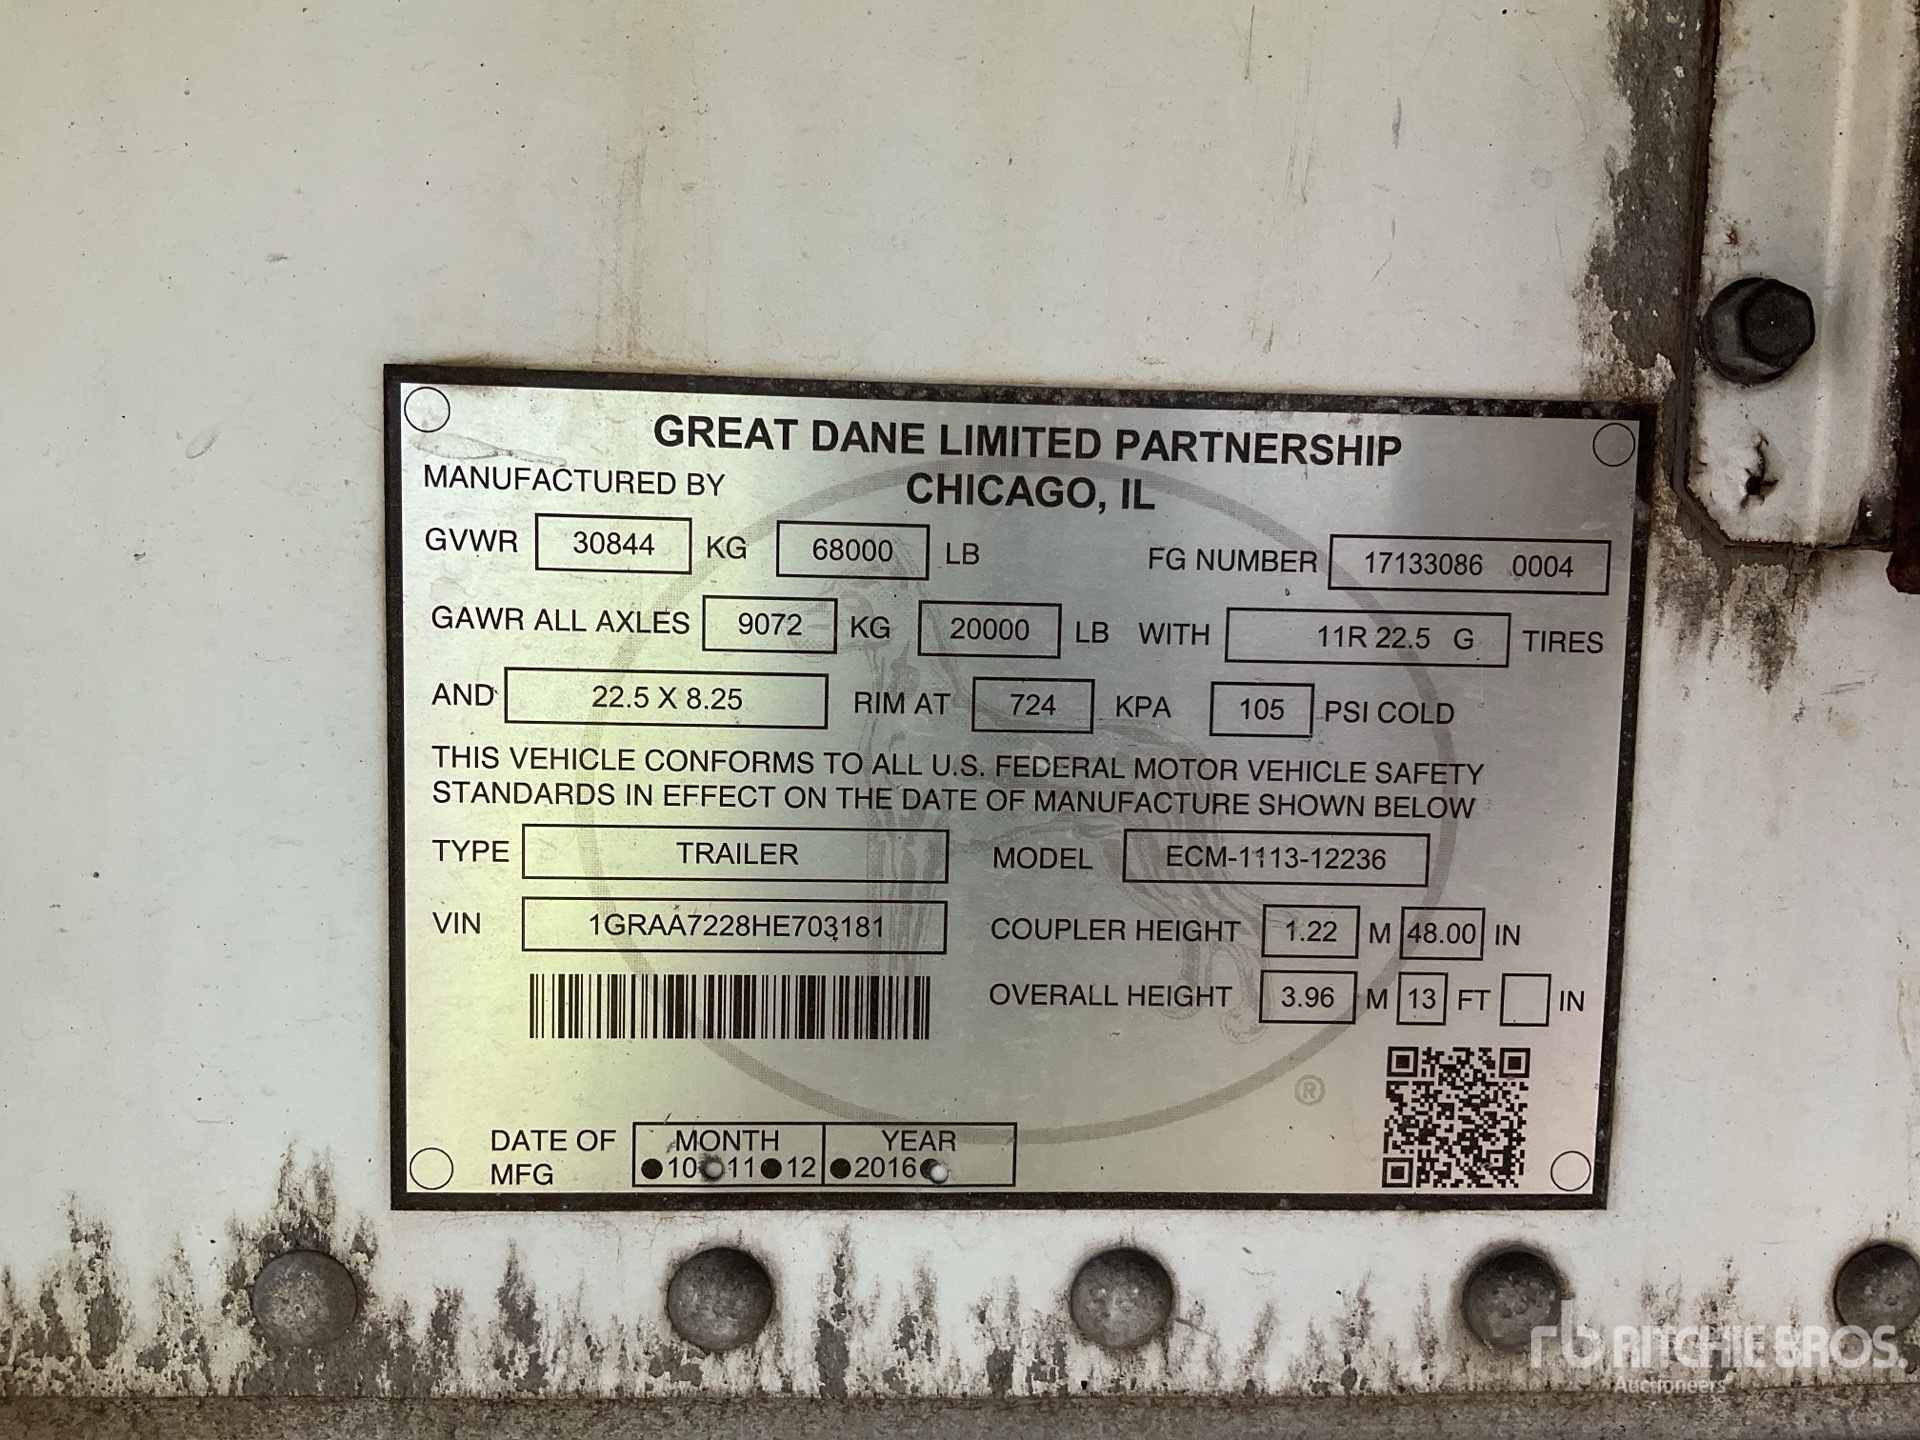 GREAT DANE LIMITED PARTNERSHIP
MANUFACTURED BY CHICAGO, IL
GVWR 30844 KG 68000 LB FG NUMBER 17133086 0004
GAWR ALL AXLES 9072 KG 20000 LB WITH 11R 22.5 G TIRES
AND 22.5 X 8.25 RIM AT 724 KPA 105 PSI COLD
THIS VEHICLE CONFORMS TO ALL U.S. FEDERAL MOTOR VEHICLE SAFETY
STANDARDS IN EFFECT ON THE DATE OF MANUFACTURE SHOWN BELOW
TYPE TRAILER MODEL ECM-1113-12236
VIN 1GRAA7228HE703181 COUPLER HEIGHT 1.22 M 48.00 IN
OVERALL HEIGHT 3.96 M 13 FT IN
®
DATE OF MFG MONTH YEAR
●10 ●11 ●12 ●2016 ●
rb RITCHIE BROS.
Auctioneers